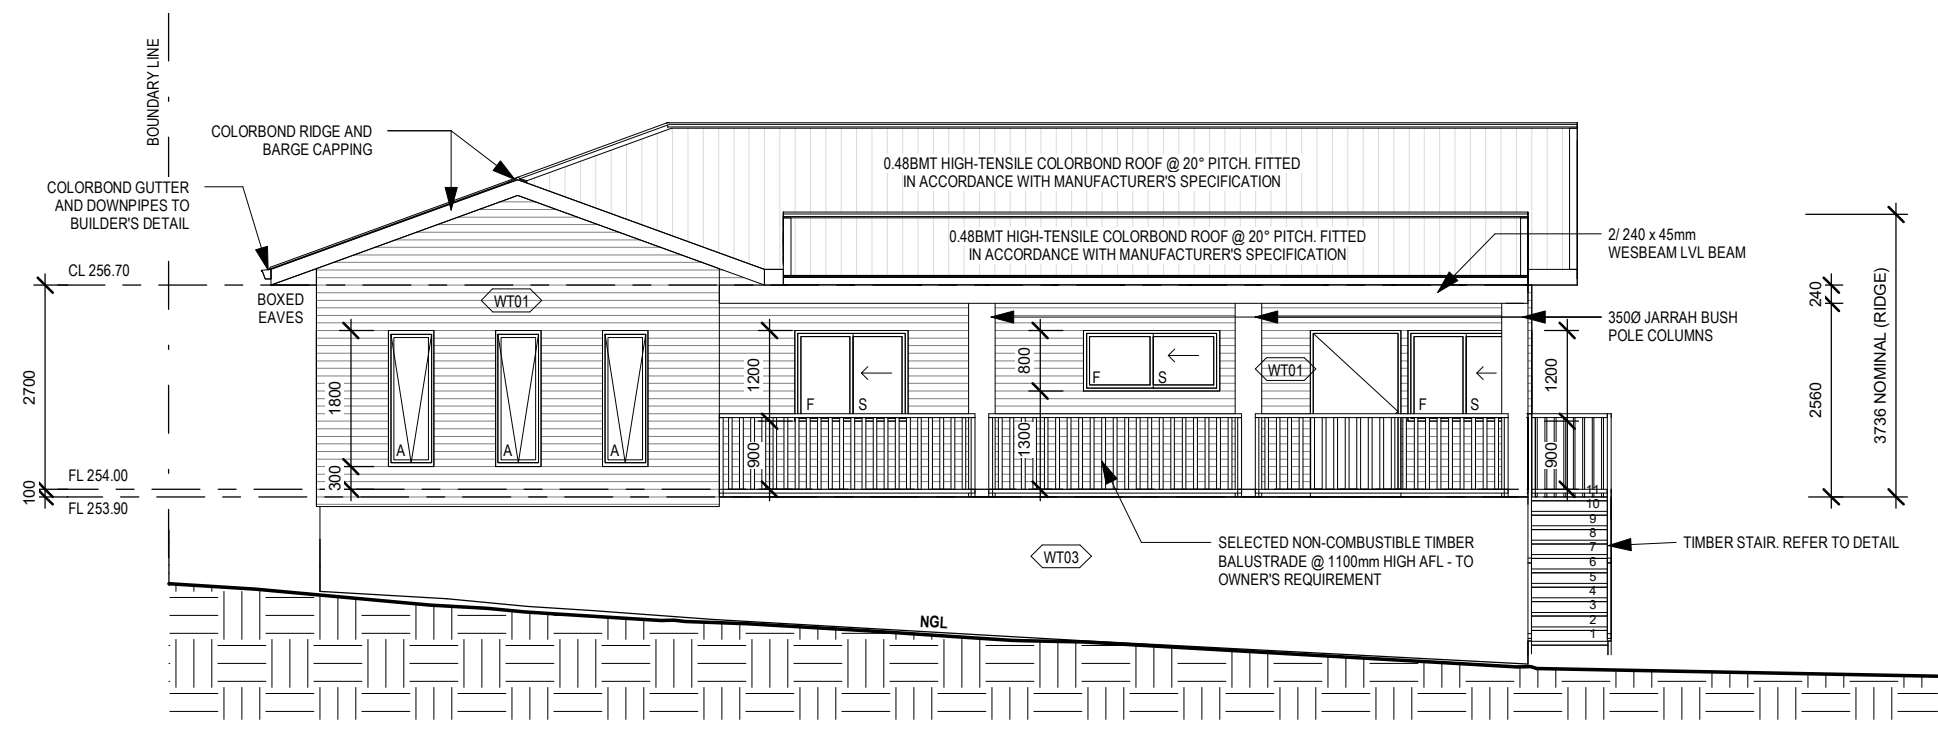 BOUNDARY LINE
COLORBOND RIDGE AND
BARGE CAPPING
COLORBOND GUTTER
AND DOWNPIPES TO
BUILDER'S DETAIL
0.48BMT HIGH-TENSILE COLORBOND ROOF @ 20° PITCH. FITTED
IN ACCORDANCE WITH MANUFACTURER'S SPECIFICATION
0.48BMT HIGH-TENSILE COLORBOND ROOF @ 20° PITCH. FITTED
IN ACCORDANCE WITH MANUFACTURER'S SPECIFICATION
2/ 240 x 45mm
WESBEAM LVL BEAM
CL 256.70
BOXED
EAVES
WT01
350Ø JARRAH BUSH
POLE COLUMNS
240
3736 NOMINAL (RIDGE)
2560
2700
1800
300
A
A
A
1200
900
F
S
800
1300
F
S
WT01
F
S
1200
900
FL 254.00
100
FL 253.90
11
10
9
8
7
6
5
4
3
2
1
WT03
SELECTED NON-COMBUSTIBLE TIMBER
BALUSTRADE @ 1100mm HIGH AFL - TO
OWNER'S REQUIREMENT
TIMBER STAIR. REFER TO DETAIL
NGL